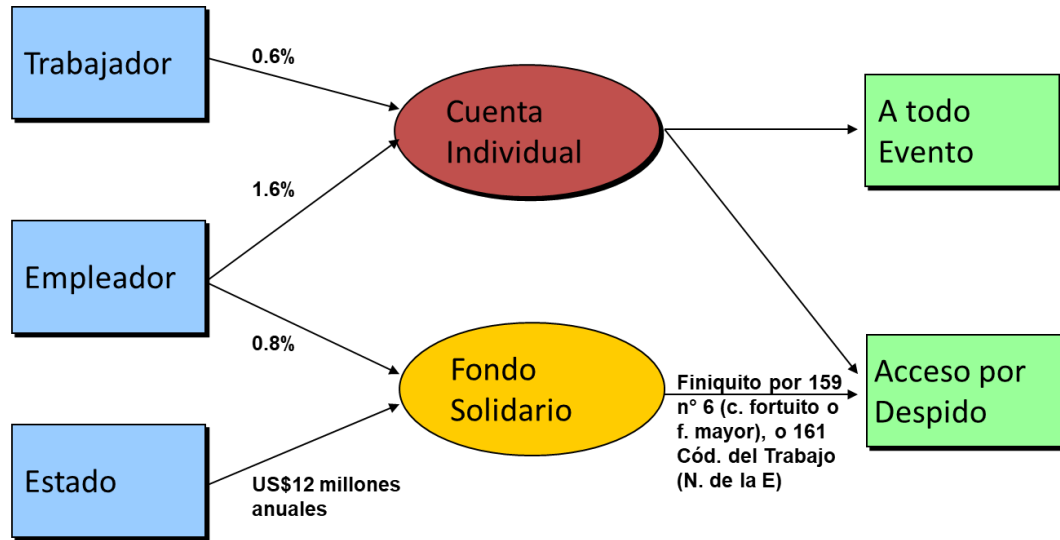 Trabajador
0.6%
Cuenta
Individual
A todo
Evento
1.6%
Empleador
0.8%
Fondo
Solidario
Finiquito por 159
n° 6 (c. fortuito o
f. mayor), o 161
Cód. del Trabajo
(N. de la E)
Acceso por
Despido
Estado
US$12 millones
anuales